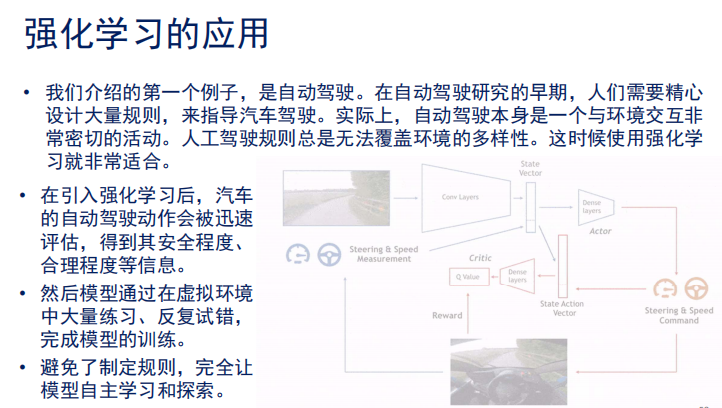 强化学习的应用
• 我们介绍的第一个例子，是自动驾驶。在自动驾驶研究的早期，人们需要精心
设计大量规则，来指导汽车驾驶。实际上，自动驾驶本身是一个与环境交互非
常密切的活动。人工驾驶规则总是无法覆盖环境的多样性。这时候使用强化学
习就非常适合。
• 在引入强化学习后，汽车
的自动驾驶动作会被迅速
评估，得到其安全程度、
合理程度等信息。
• 然后模型通过在虚拟环境
中大量练习、反复试错，
完成模型的训练。
• 避免了制定规则，完全让
模型自主学习和探索。
State
Vector
Conv Layers
Dense
layers
Actor
Steering & Speed
Measurement
Critic
Q Value
Dense
layers
State Action
Vector
Steering & Speed
Command
Reward